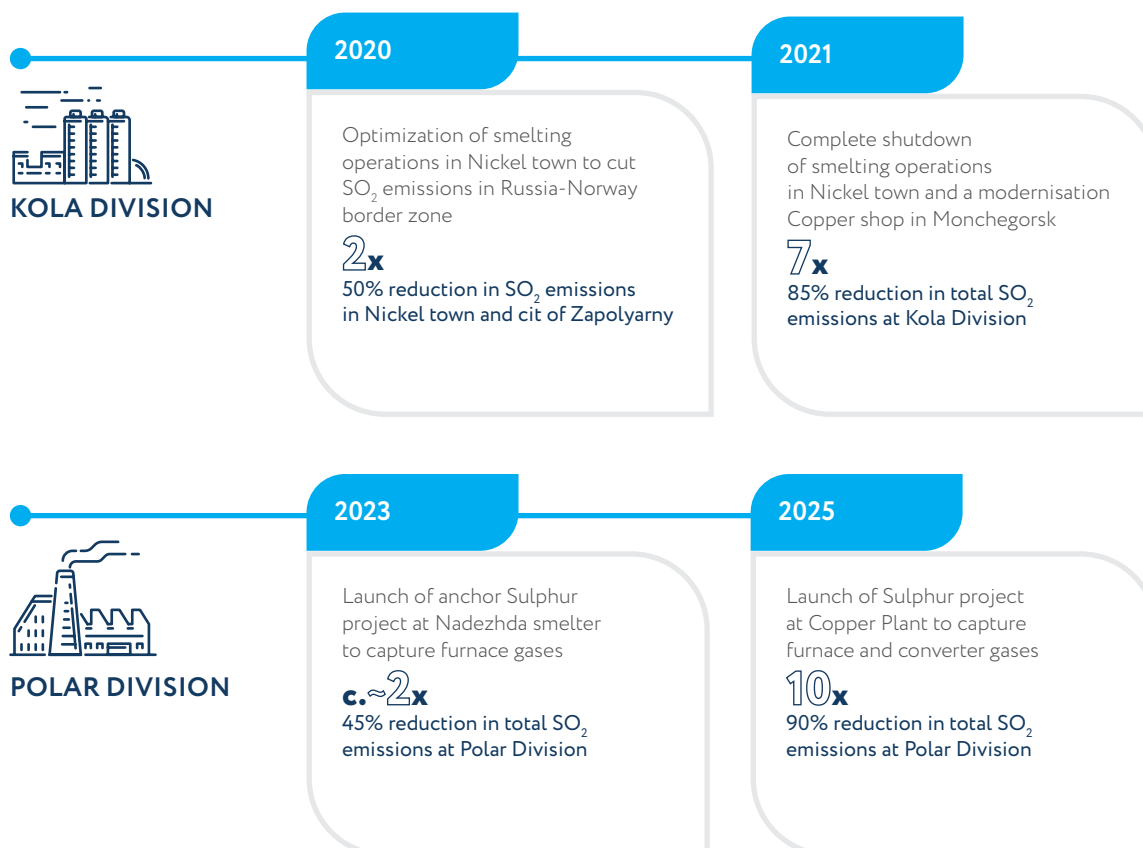 KOLA DIVISION
2020
Optimization of smelting
operations in Nickel town to cut
SO₂ emissions in Russia-Norway
border zone
2x
50% reduction in SO₂ emissions
in Nickel town and cit of Zapolyarny
2021
Complete shutdown
of smelting operations
in Nickel town and a modernisation
Copper shop in Monchegorsk
7x
85% reduction in total SO₂
emissions at Kola Division
POLAR DIVISION
2023
Launch of anchor Sulphur
project at Nadezhda smelter
to capture furnace gases
c.≈2x
45% reduction in total SO₂
emissions at Polar Division
2025
Launch of Sulphur project
at Copper Plant to capture
furnace and converter gases
10x
90% reduction in total SO₂
emissions at Polar Division